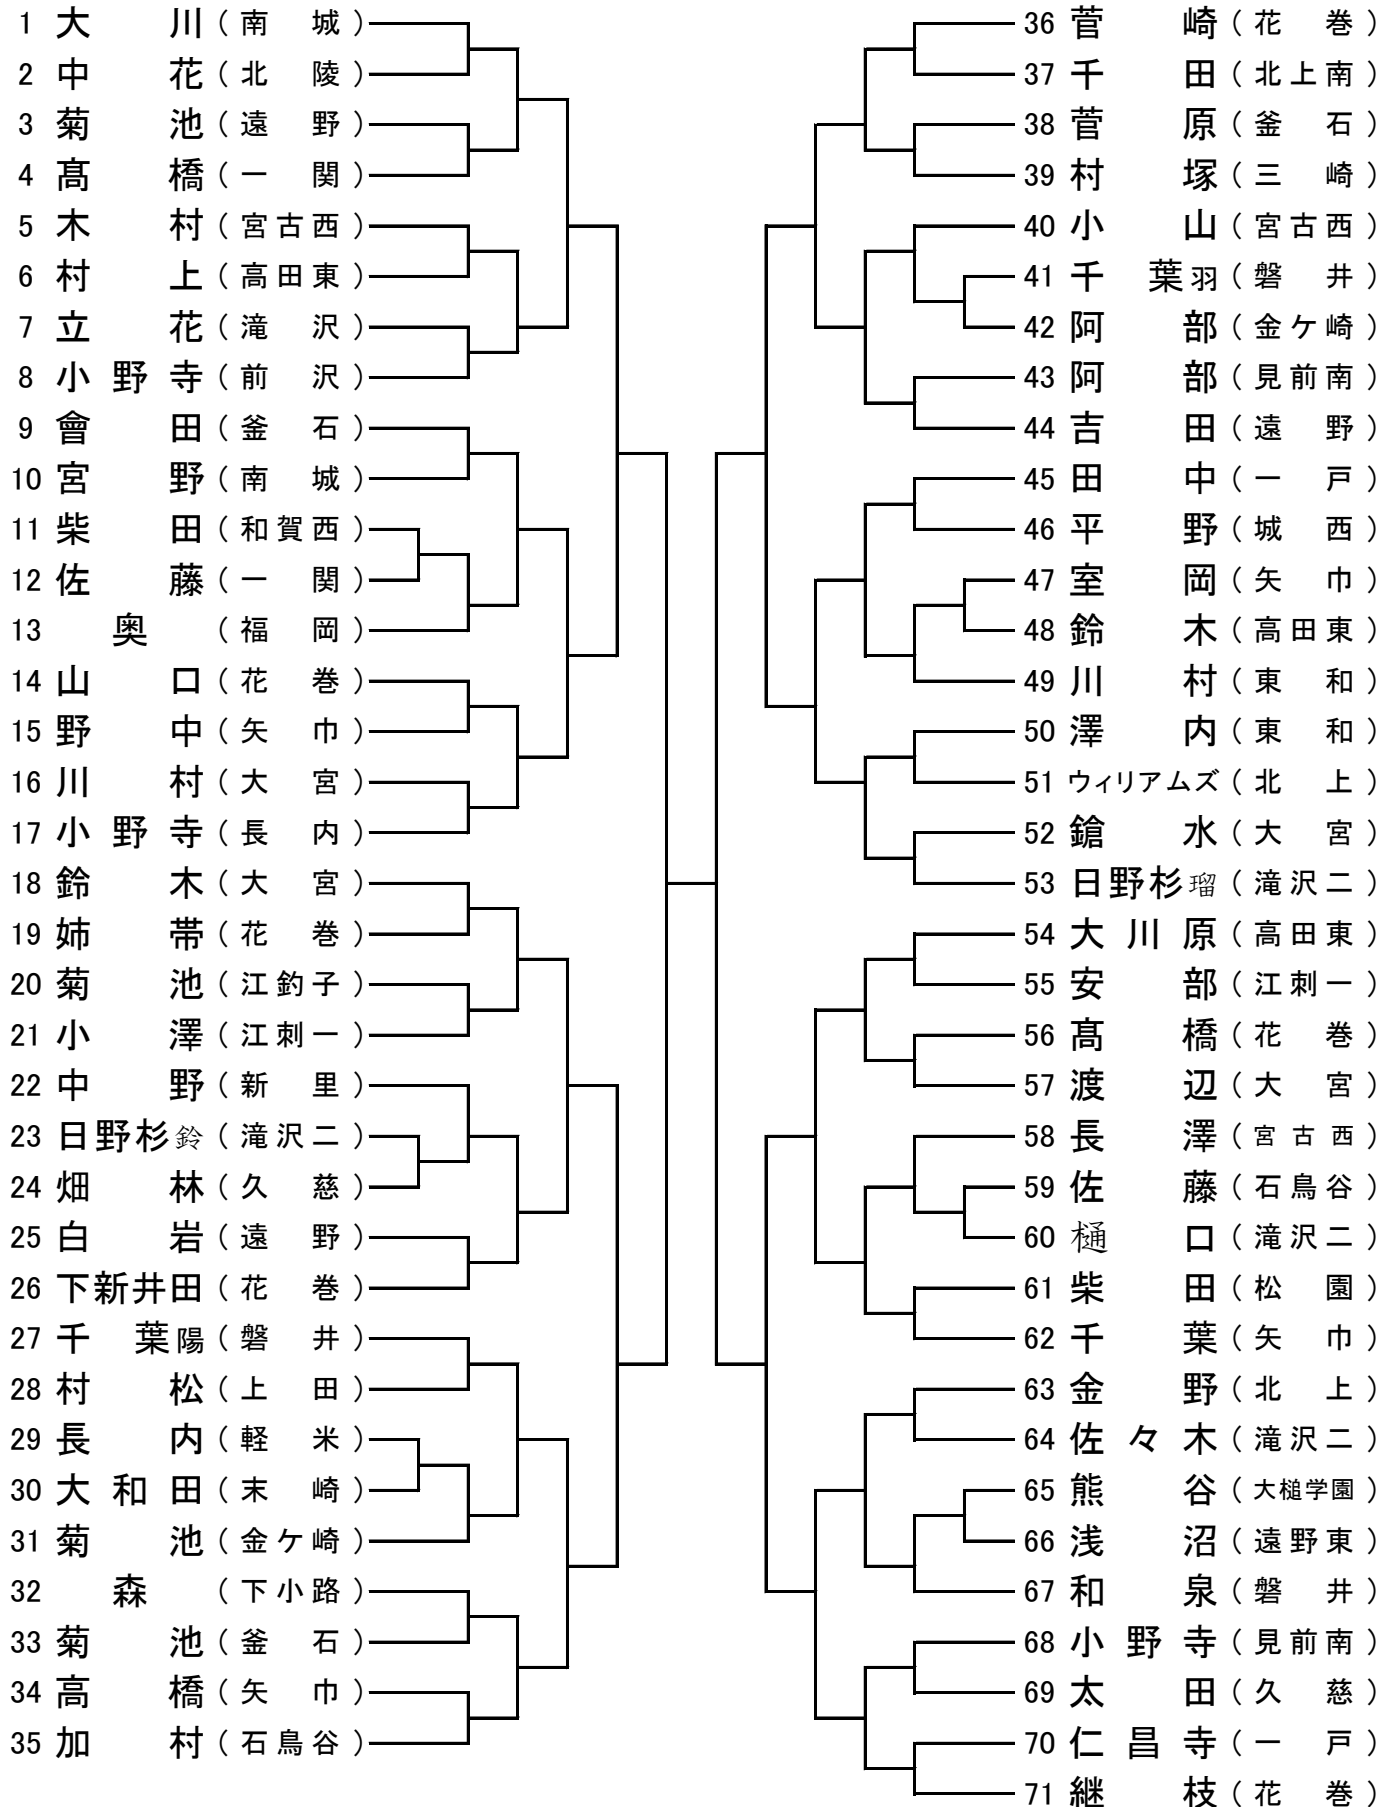 1 大川（南城）
2 中花（北陵）
3 菊池（遠野）
4 髙橋（一関）
5 木村（宮古西）
6 村上（高田東）
7 立花（滝沢）
8 小野寺（前沢）
9 會田（釜石）
10 宮野（南城）
11 柴田（和賀西）
12 佐藤（一関）
13 奥（福岡）
14 山口（花巻）
15 野中（矢巾）
16 川村（大宮）
17 小野寺（長内）
18 鈴木（大宮）
19 姉帯（花巻）
20 菊池（江釣子）
21 小澤（江刺一）
22 中野（新里）
23 日野杉鈴（滝沢二）
24 畑林（久慈）
25 白岩（遠野）
26 下新井田（花巻）
27 千葉陽（磐井）
28 村松（上田）
29 長内（軽米）
30 大和田（末崎）
31 菊池（金ケ崎）
32 森（下小路）
33 菊池（釜石）
34 高橋（矢巾）
35 加村（石鳥谷）
36 菅崎（花巻）
37 千田（北上南）
38 菅原（釜石）
39 村塚（三崎）
40 小山（宮古西）
41 千葉羽（磐井）
42 阿部（金ケ崎）
43 阿部（見前南）
44 吉田（遠野）
45 田中（一戸）
46 平野（城西）
47 室岡（矢巾）
48 鈴木（高田東）
49 川村（東和）
50 澤内（東和）
51 ウィリアムズ（北上）
52 鎗水（大宮）
53 日野杉瑠（滝沢二）
54 大川原（高田東）
55 安部（江刺一）
56 髙橋（花巻）
57 渡辺（大宮）
58 長澤（宮古西）
59 佐藤（石鳥谷）
60 樋口（滝沢二）
61 柴田（松園）
62 千葉（矢巾）
63 金野（北上）
64 佐々木（滝沢二）
65 熊谷（大槌学園）
66 浅沼（遠野東）
67 和泉（磐井）
68 小野寺（見前南）
69 太田（久慈）
70 仁昌寺（一戸）
71 継枝（花巻）